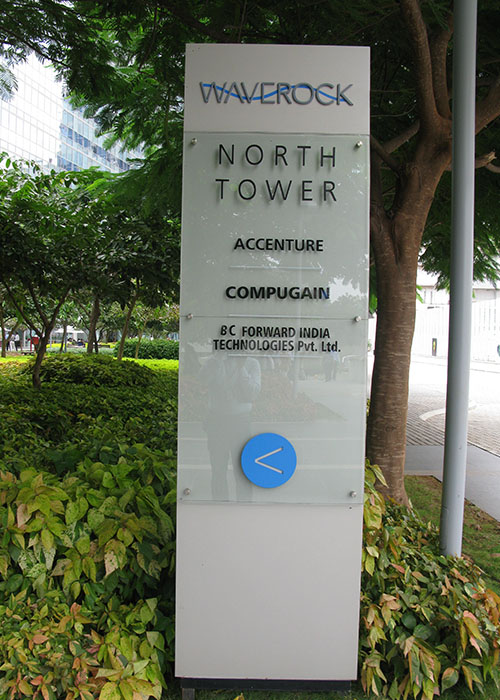 WAVEROCK
NORTH
TOWER
ACCENTURE
COMPUGAIN
BC FORWARD INDIA
TECHNOLOGIES Pvt. Ltd.